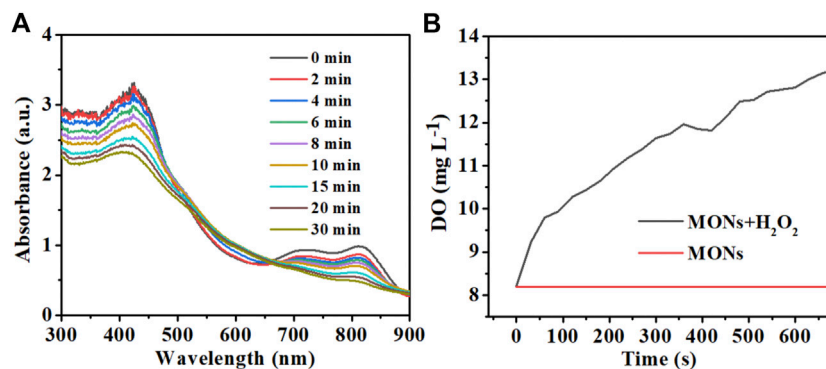 A
Absorbance (a.u.)
4
3
2
1
0
300 400 500 600 700 800 900
Wavelength (nm)
0 min
2 min
4 min
6 min
8 min
10 min
15 min
20 min
30 min
B
DO (mg L⁻¹)
14
13
12
11
10
9
8
0 100 200 300 400 500 600
Time (s)
MONs+H₂O₂
MONs